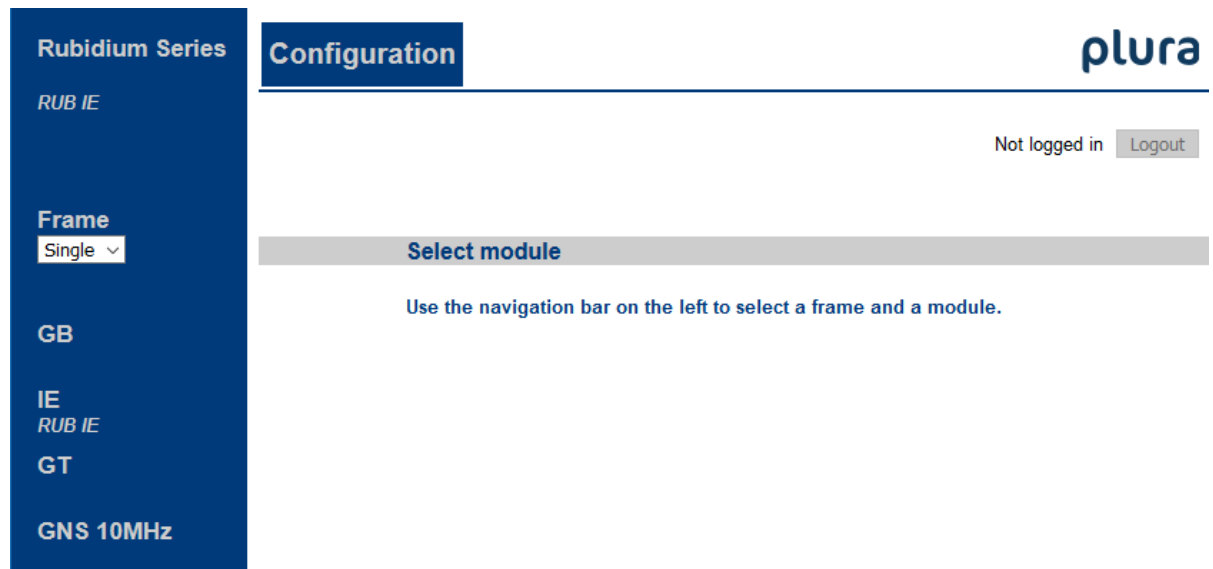 Rubidium Series
RUB IE
Frame
Single
GB
IE
RUB IE
GT
GNS 10MHz
Configuration
plura
Not logged in Logout
Select module
Use the navigation bar on the left to select a frame and a module.